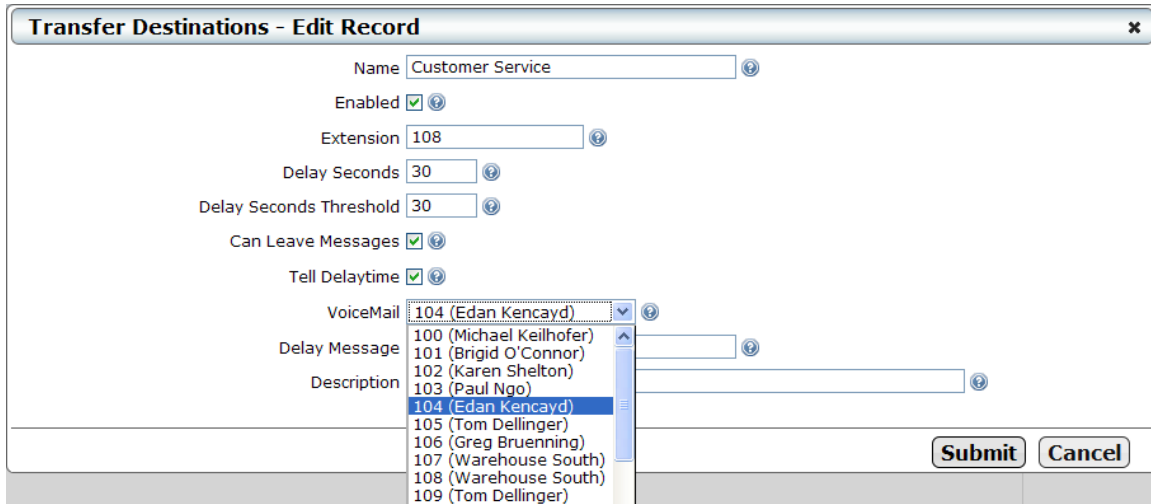 Transfer Destinations - Edit Record
Name Customer Service
Enabled
Extension 108
Delay Seconds 30
Delay Seconds Threshold 30
Can Leave Messages
Tell Delaytime
VoiceMail 104 (Edan Kencayd)
100 (Michael Keilhofer)
101 (Brigid O'Connor)
102 (Karen Shelton)
103 (Paul Ngo)
104 (Edan Kencayd)
105 (Tom Dellinger)
106 (Greg Bruenning)
107 (Warehouse South)
108 (Warehouse South)
109 (Tom Dellinger)
Delay Message
Description
Submit Cancel